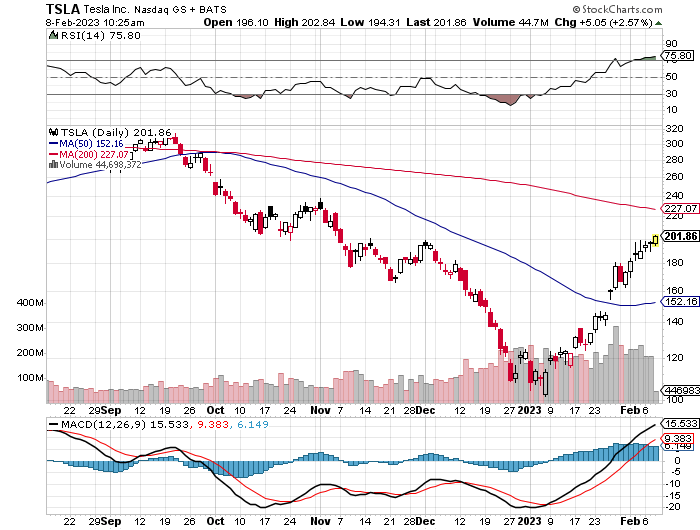 TSLA Tesla Inc. Nasdaq GS + BATS © StockCharts.com
8-Feb-2023 10:25am Open 196.10 High 202.84 Low 194.31 Last 201.86 Volume 44.7M Chg +5.05 (+2.57%)
RSI(14) 75.80
90
75.80
70
50
30
10
TSLA (Daily) 201.86
MA(50) 152.16
MA(200) 227.07
Volume 44,698,372
320
300
280
260
240
227.07
220
201.86
180
160
152.16
140
120
100
400M
300M
200M
100M
446983
22 29 Sep 12 19 26 Oct 10 17 24 Nov 7 14 21 28 Dec 12 19 27 2023 9 17 23 Feb 6
MACD(12,26,9) 15.533, 9.383, 6.149
15.533
9.383
6.149
5
0
-5
-10
-15
-20
22 29 Sep 12 19 26 Oct 10 17 24 Nov 7 14 21 28 Dec 12 19 27 2023 9 17 23 Feb 6